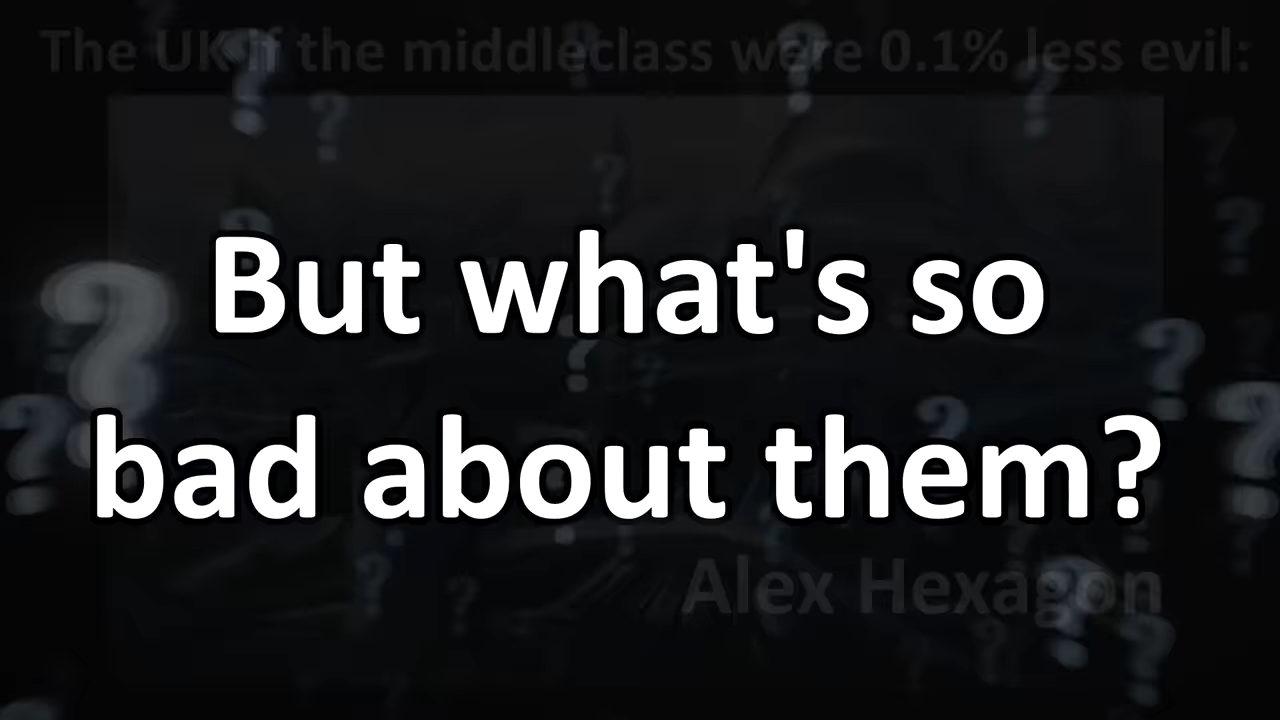 The UK if the middleclass were 0.1% less evil:
But what's so
bad about them?
Alex Hexagon